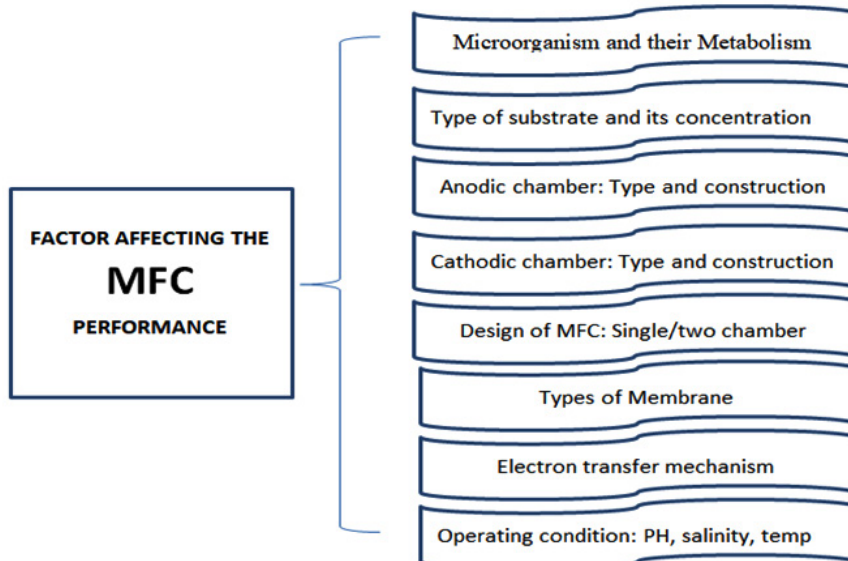 Microorganism and their Metabolism
Type of substrate and its concentration
Anodic chamber: Type and construction
FACTOR AFFECTING THE
MFC
PERFORMANCE
Cathodic chamber: Type and construction
Design of MFC: Single/two chamber
Types of Membrane
Electron transfer mechanism
Operating condition: PH, salinity, temp